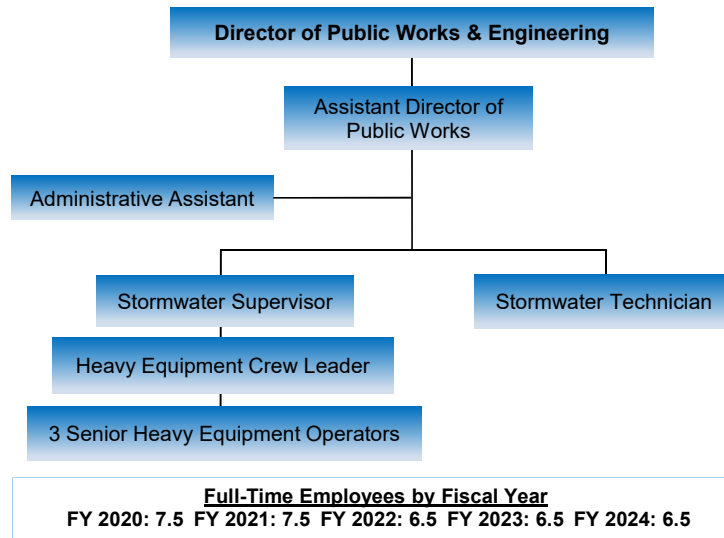 Director of Public Works & Engineering
Assistant Director of
Public Works
Administrative Assistant
Stormwater Supervisor
Stormwater Technician
Heavy Equipment Crew Leader
3 Senior Heavy Equipment Operators
Full-Time Employees by Fiscal Year
FY 2020: 7.5 FY 2021: 7.5 FY 2022: 6.5 FY 2023: 6.5 FY 2024: 6.5